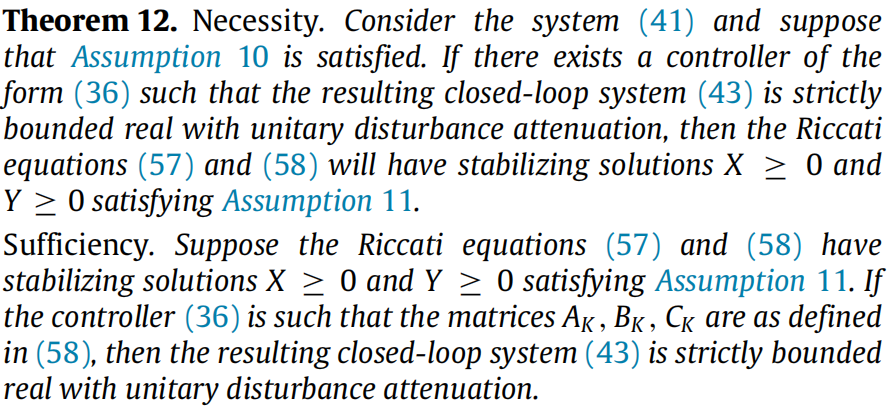 Theorem 12. Necessity. Consider the system (41) and suppose
that Assumption 10 is satisfied. If there exists a controller of the
form (36) such that the resulting closed-loop system (43) is strictly
bounded real with unitary disturbance attenuation, then the Riccati
equations (57) and (58) will have stabilizing solutions X ≥ 0 and
Y ≥ 0 satisfying Assumption 11.
Sufficiency. Suppose the Riccati equations (57) and (58) have
stabilizing solutions X ≥ 0 and Y ≥ 0 satisfying Assumption 11. If
the controller (36) is such that the matrices A_K, B_K, C_K are as defined
in (58), then the resulting closed-loop system (43) is strictly bounded
real with unitary disturbance attenuation.